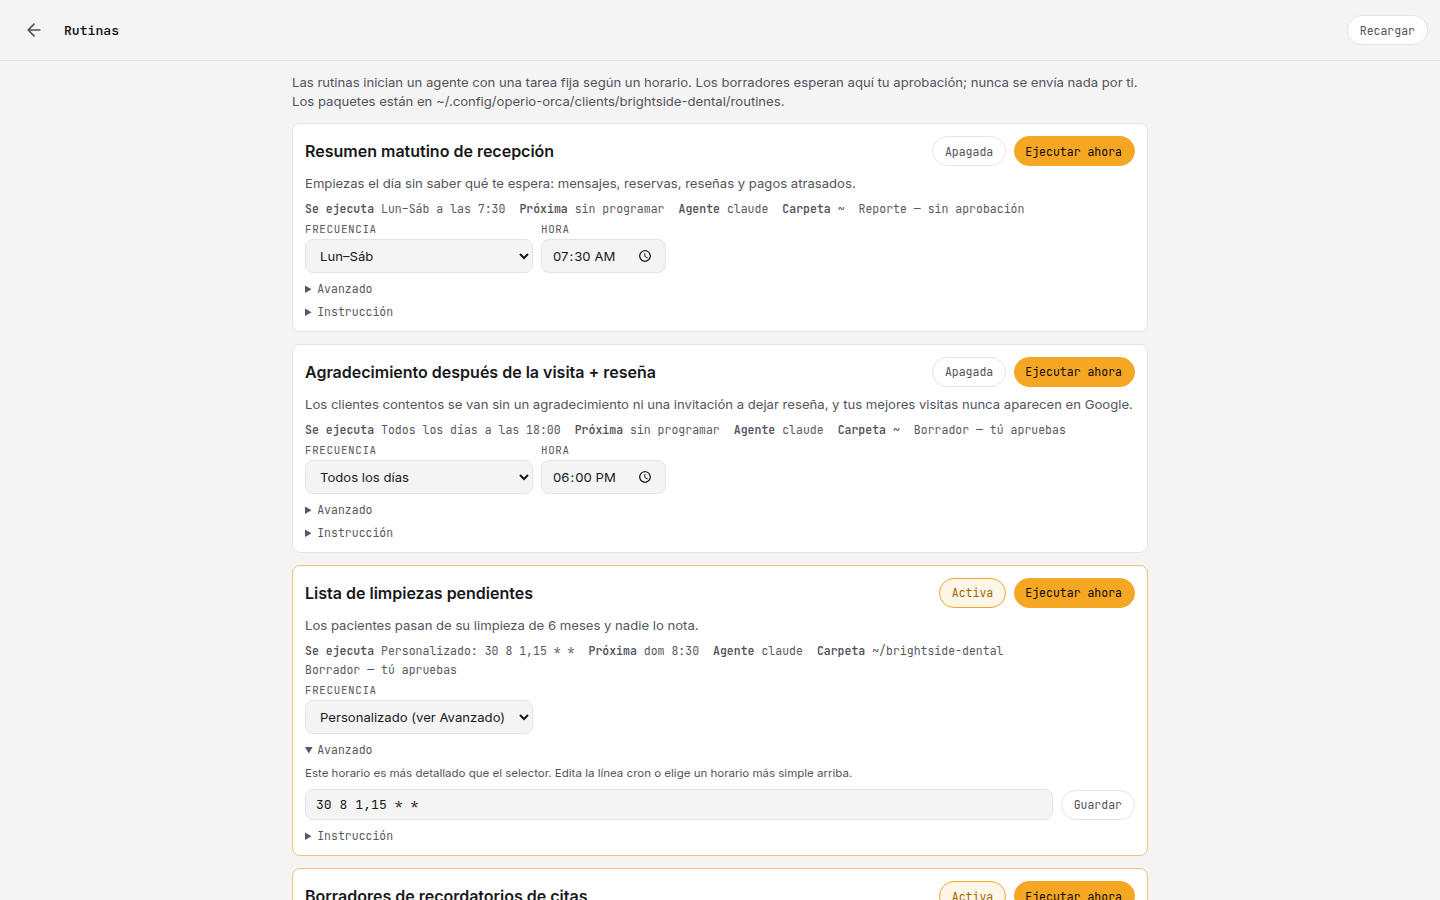 Rutinas
Recargar
Las rutinas inician un agente con una tarea fija según un horario. Los borradores esperan aquí tu aprobación; nunca se envía nada por ti.
Los paquetes están en ~/.config/operio-orca/clients/brightside-dental/routines.
Resumen matutino de recepción
Apagada
Ejecutar ahora
Empiezas el día sin saber qué te espera: mensajes, reservas, reseñas y pagos atrasados.
Se ejecuta Lun–Sáb a las 7:30 Próxima sin programar Agente claude Carpeta ~ Reporte — sin aprobación
FRECUENCIA
HORA
Lun–Sáb
07:30 AM
Avanzado
Instrucción
Agradecimiento después de la visita + reseña
Apagada
Ejecutar ahora
Los clientes contentos se van sin un agradecimiento ni una invitación a dejar reseña, y tus mejores visitas nunca aparecen en Google.
Se ejecuta Todos los días a las 18:00 Próxima sin programar Agente claude Carpeta ~ Borrador — tú apruebas
FRECUENCIA
HORA
Todos los días
06:00 PM
Avanzado
Instrucción
Lista de limpiezas pendientes
Activa
Ejecutar ahora
Los pacientes pasan de su limpieza de 6 meses y nadie lo nota.
Se ejecuta Personalizado: 30 8 1,15 * * Próxima dom 8:30 Agente claude Carpeta ~/brightside-dental
Borrador — tú apruebas
FRECUENCIA
Personalizado (ver Avanzado)
Avanzado
Este horario es más detallado que el selector. Edita la línea cron o elige un horario más simple arriba.
30 8 1,15 * *
Guardar
Instrucción
Borradores de recordatorios de citas
Activa
Ejecutar ahora